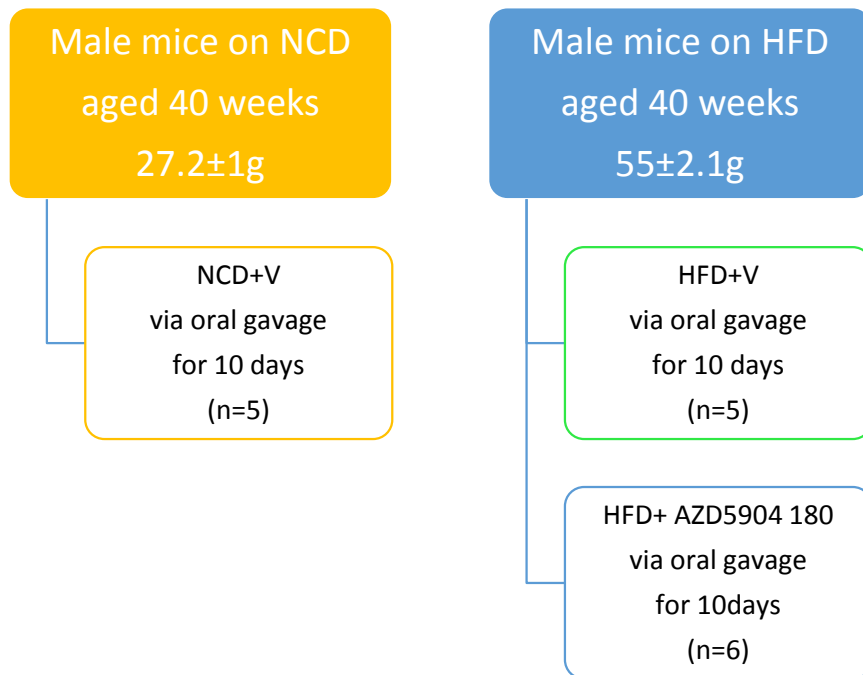 Male mice on NCD
aged 40 weeks
27.2±1g
NCD+V
via oral gavage
for 10 days
(n=5)
Male mice on HFD
aged 40 weeks
55±2.1g
HFD+V
via oral gavage
for 10 days
(n=5)
HFD+ AZD5904 180
via oral gavage
for 10days
(n=6)